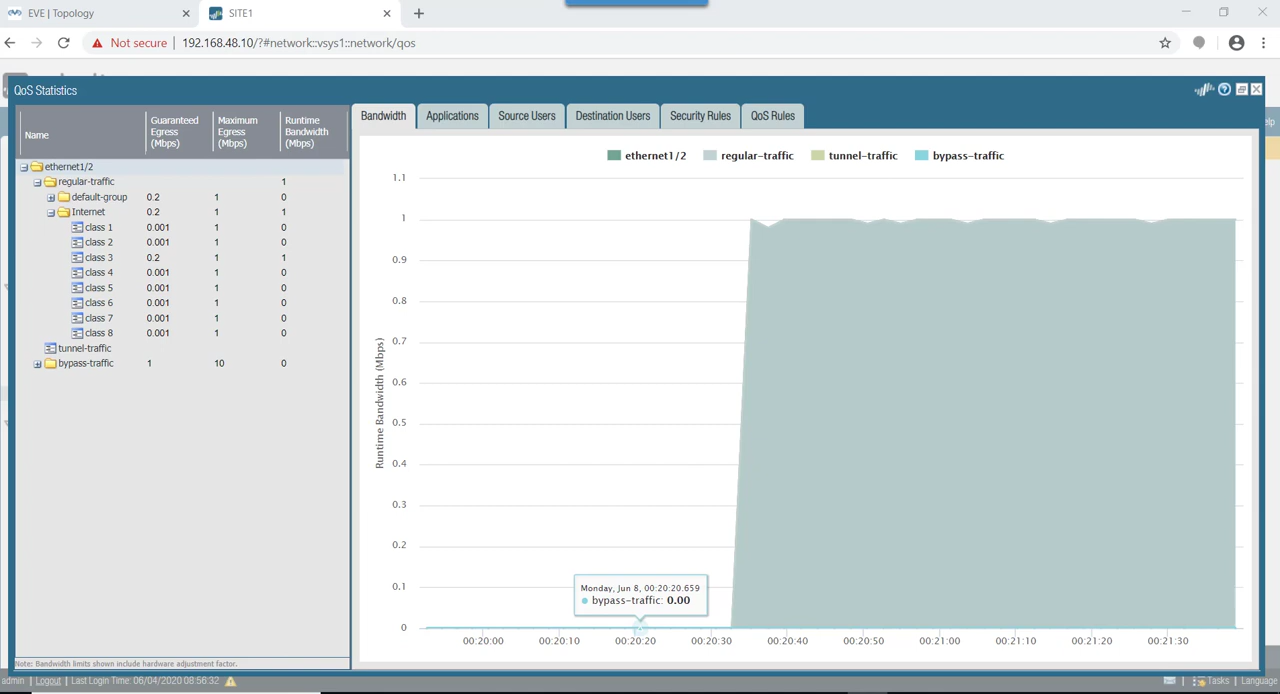 EVE | Topology
SITE1
Not secure
192.168.48.10/?#network::vsys1::network/qos
QoS Statistics
Name
Guaranteed Egress (Mbps)
Maximum Egress (Mbps)
Runtime Bandwidth (Mbps)
ethernet1/2
regular-traffic 1
default-group 0.2 1 0
Internet 0.2 1 1
class 1 0.001 1 0
class 2 0.001 1 0
class 3 0.2 1 1
class 4 0.001 1 0
class 5 0.001 1 0
class 6 0.001 1 0
class 7 0.001 1 0
class 8 0.001 1 0
tunnel-traffic
bypass-traffic 1 10 0
Note: Bandwidth limits shown include hardware adjustment factor.
Bandwidth
Applications
Source Users
Destination Users
Security Rules
QoS Rules
ethernet1/2 regular-traffic tunnel-traffic bypass-traffic
Runtime Bandwidth (Mbps)
1.1
1
0.9
0.8
0.7
0.6
0.5
0.4
0.3
0.2
0.1
0
Monday, Jun 8, 00:20:20.659
bypass-traffic: 0.00
00:20:00 00:20:10 00:20:20 00:20:30 00:20:40 00:20:50 00:21:00 00:21:10 00:21:20 00:21:30
admin | Logout | Last Login Time: 06/04/2020 08:56:32
Tasks | Language